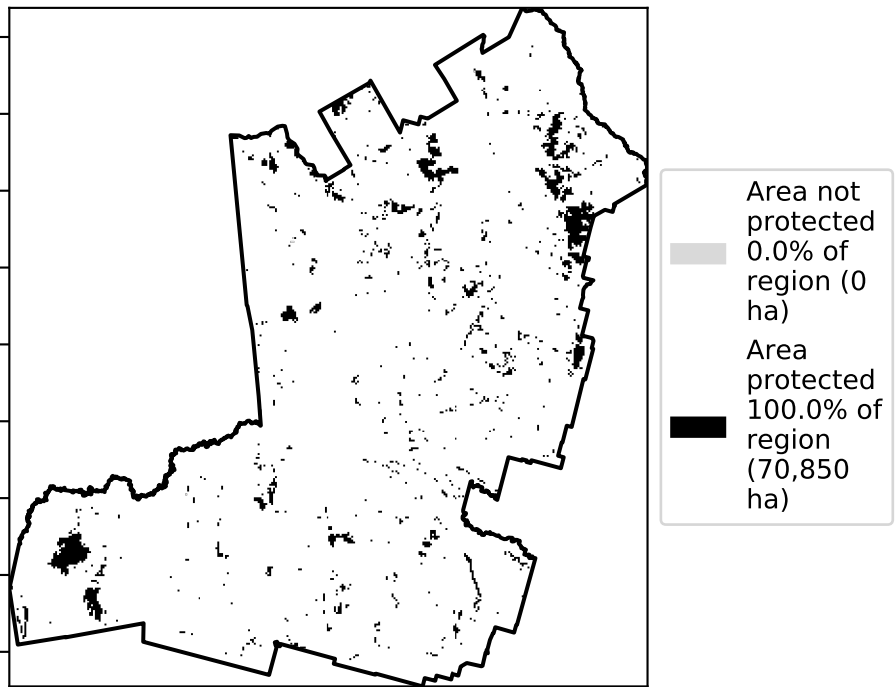 Area not
protected
0.0% of
region (0
ha)
Area
protected
100.0% of
region
(70,850
ha)